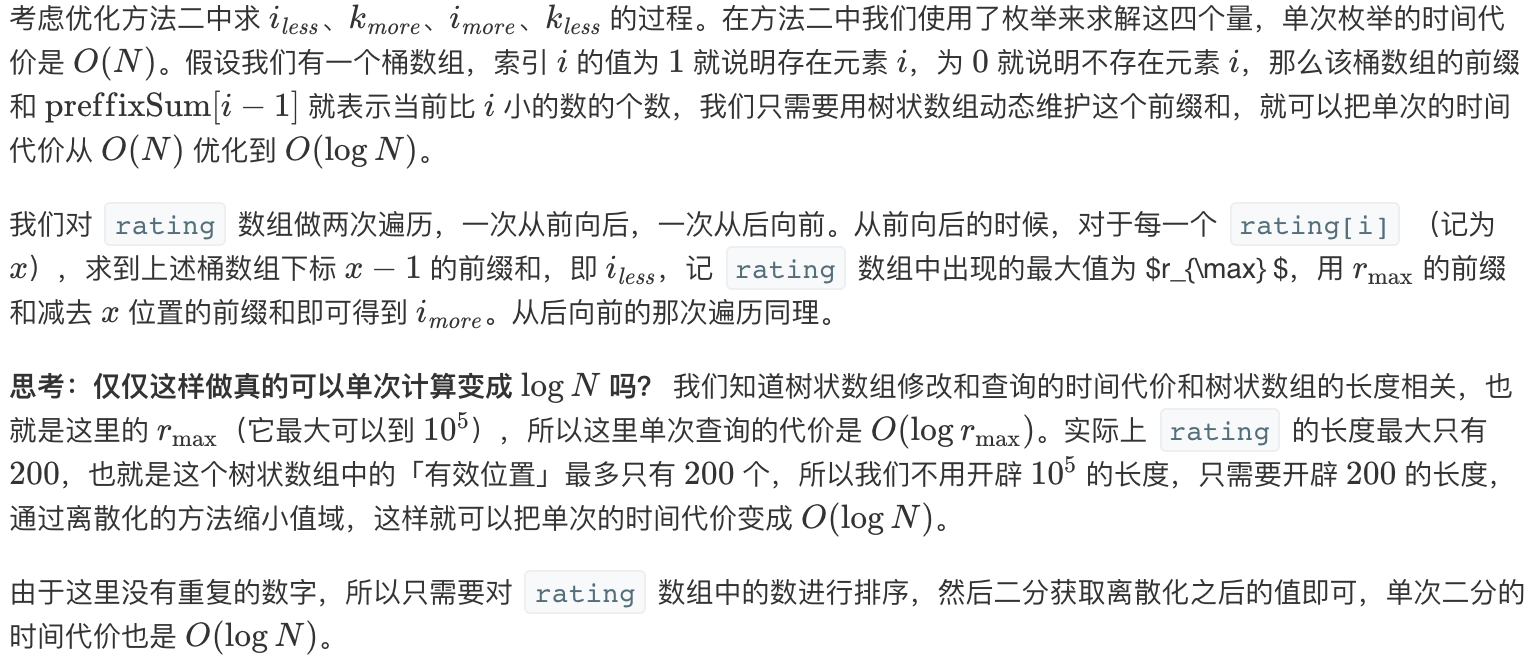 考虑优化方法二中求 i_{less}、k_{more}、i_{more}、k_{less} 的过程。在方法二中我们使用了枚举来求解这四个量，单次枚举的时间代
价是 O(N)。假设我们有一个桶数组，索引 i 的值为 1 就说明存在元素 i，为 0 就说明不存在元素 i，那么该桶数组的前缀
和 preffixSum[i − 1] 就表示当前比 i 小的数的个数，我们只需要用树状数组动态维护这个前缀和，就可以把单次的时间
代价从 O(N) 优化到 O(log N)。
我们对 rating 数组做两次遍历，一次从前向后，一次从后向前。从前向后的时候，对于每一个 rating[i] （记为
x），求到上述桶数组下标 x − 1 的前缀和，即 i_{less}，记 rating 数组中出现的最大值为 $r_{\max} $，用 r_{max} 的前缀
和减去 x 位置的前缀和即可得到 i_{more}。从后向前的那次遍历同理。
思考：仅仅这样做真的可以单次计算变成 log N 吗？ 我们知道树状数组修改和查询的时间代价和树状数组的长度相关，也
就是这里的 r_{max}（它最大可以到 10^5），所以这里单次查询的代价是 O(log r_{max})。实际上 rating 的长度最大只有
200，也就是这个树状数组中的「有效位置」最多只有 200 个，所以我们不用开辟 10^5 的长度，只需要开辟 200 的长度，
通过离散化的方法缩小值域，这样就可以把单次的时间代价变成 O(log N)。
由于这里没有重复的数字，所以只需要对 rating 数组中的数进行排序，然后二分获取离散化之后的值即可，单次二分的
时间代价也是 O(log N)。